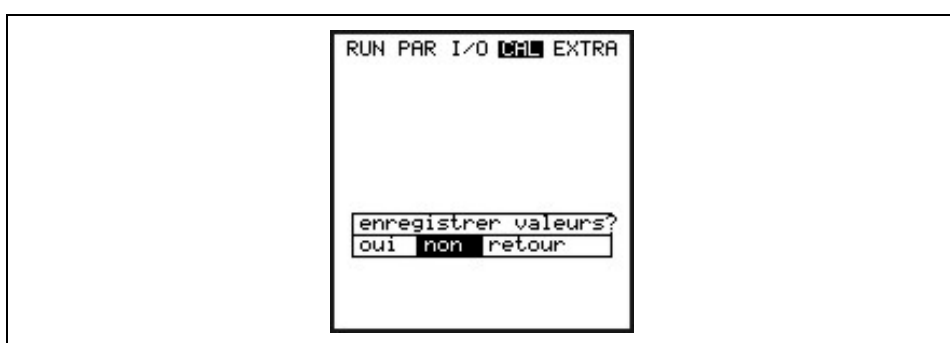 RUN PAR I/O CAL EXTRA
enregistrer valeurs?
oui non retour